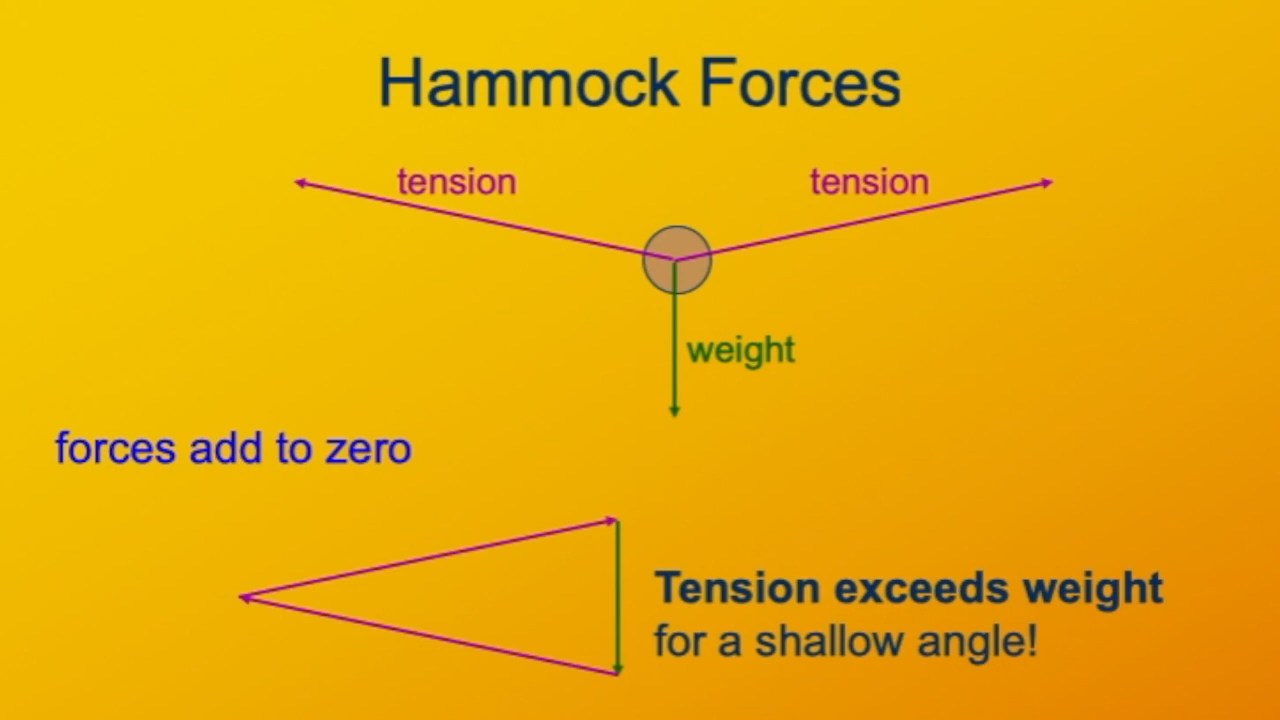 Hammock Forces
tension
tension
weight
forces add to zero
Tension exceeds weight
for a shallow angle!